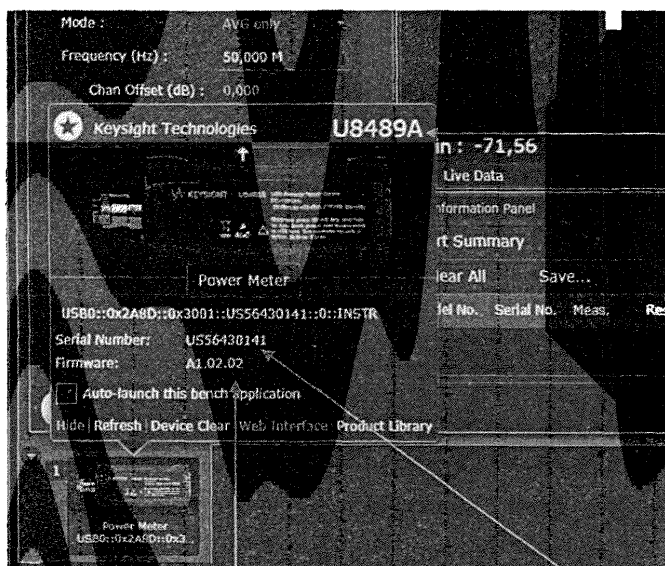 Mode :
AVG only
Frequency (Hz) :
50,000 M
Chan Offset (dB) :
0,000
Keysight Technologies
U8489A
in : -71,56
Live Data
nformation Panel
rt Summary
lear All
Save...
del No. Serial No. Meas. Res
KEYSIGHT
Power Meter
USB0::0x2A8D::0x3001::US56430141::0::INSTR
Serial Number: US56430141
Firmware: A1.02.02
Auto-launch this bench application
Hide Refresh Device Clear Web Interface Product Library
1
Power Meter
USB0::0x2A8D::0x3...